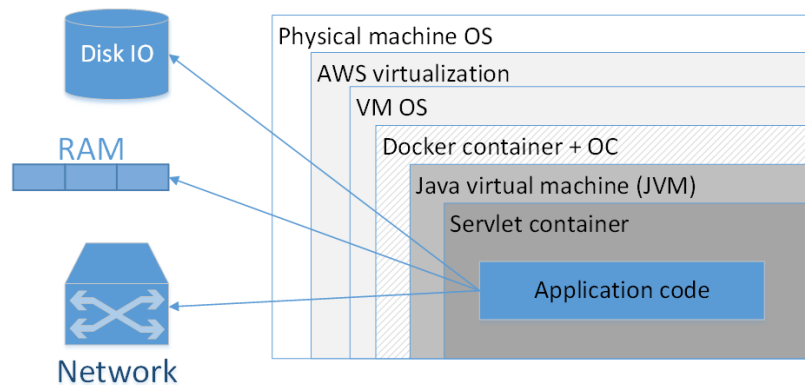 Disk IO
RAM
Network
Physical machine OS
AWS virtualization
VM OS
Docker container + OC
Java virtual machine (JVM)
Servlet container
Application code